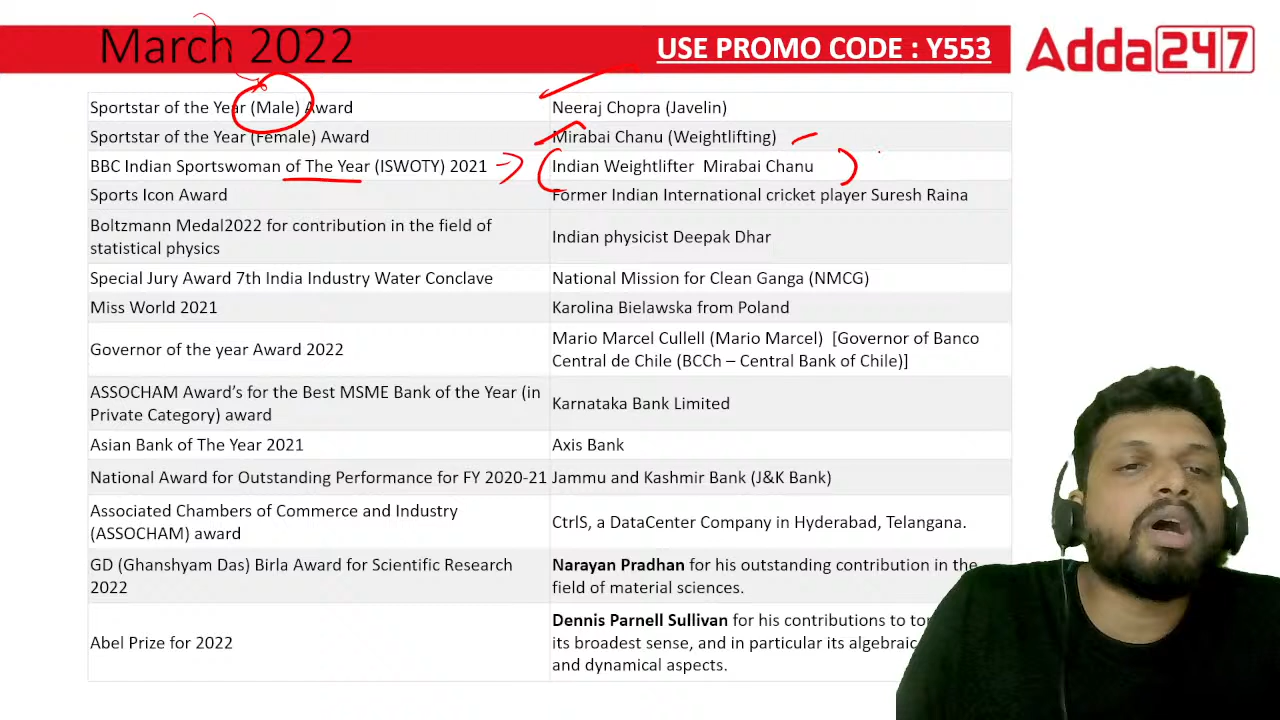 March 2022
USE PROMO CODE : Y553
Adda247
Sportstar of the Year (Male) Award
Neeraj Chopra (Javelin)
Sportstar of the Year (Female) Award
Mirabai Chanu (Weightlifting)
BBC Indian Sportswoman of The Year (ISWOTY) 2021
Indian Weightlifter Mirabai Chanu
Sports Icon Award
Former Indian International cricket player Suresh Raina
Boltzmann Medal2022 for contribution in the field of
statistical physics
Indian physicist Deepak Dhar
Special Jury Award 7th India Industry Water Conclave
National Mission for Clean Ganga (NMCG)
Miss World 2021
Karolina Bielawska from Poland
Governor of the year Award 2022
Mario Marcel Cullell (Mario Marcel) [Governor of Banco
Central de Chile (BCCh – Central Bank of Chile)]
ASSOCHAM Award's for the Best MSME Bank of the Year (in
Private Category) award
Karnataka Bank Limited
Asian Bank of The Year 2021
Axis Bank
National Award for Outstanding Performance for FY 2020-21
Jammu and Kashmir Bank (J&K Bank)
Associated Chambers of Commerce and Industry
(ASSOCHAM) award
CtrlS, a DataCenter Company in Hyderabad, Telangana.
GD (Ghanshyam Das) Birla Award for Scientific Research
2022
Narayan Pradhan for his outstanding contribution in the
field of material sciences.
Abel Prize for 2022
Dennis Parnell Sullivan for his contributions to
its broadest sense, and in particular its algebraic
and dynamical aspects.